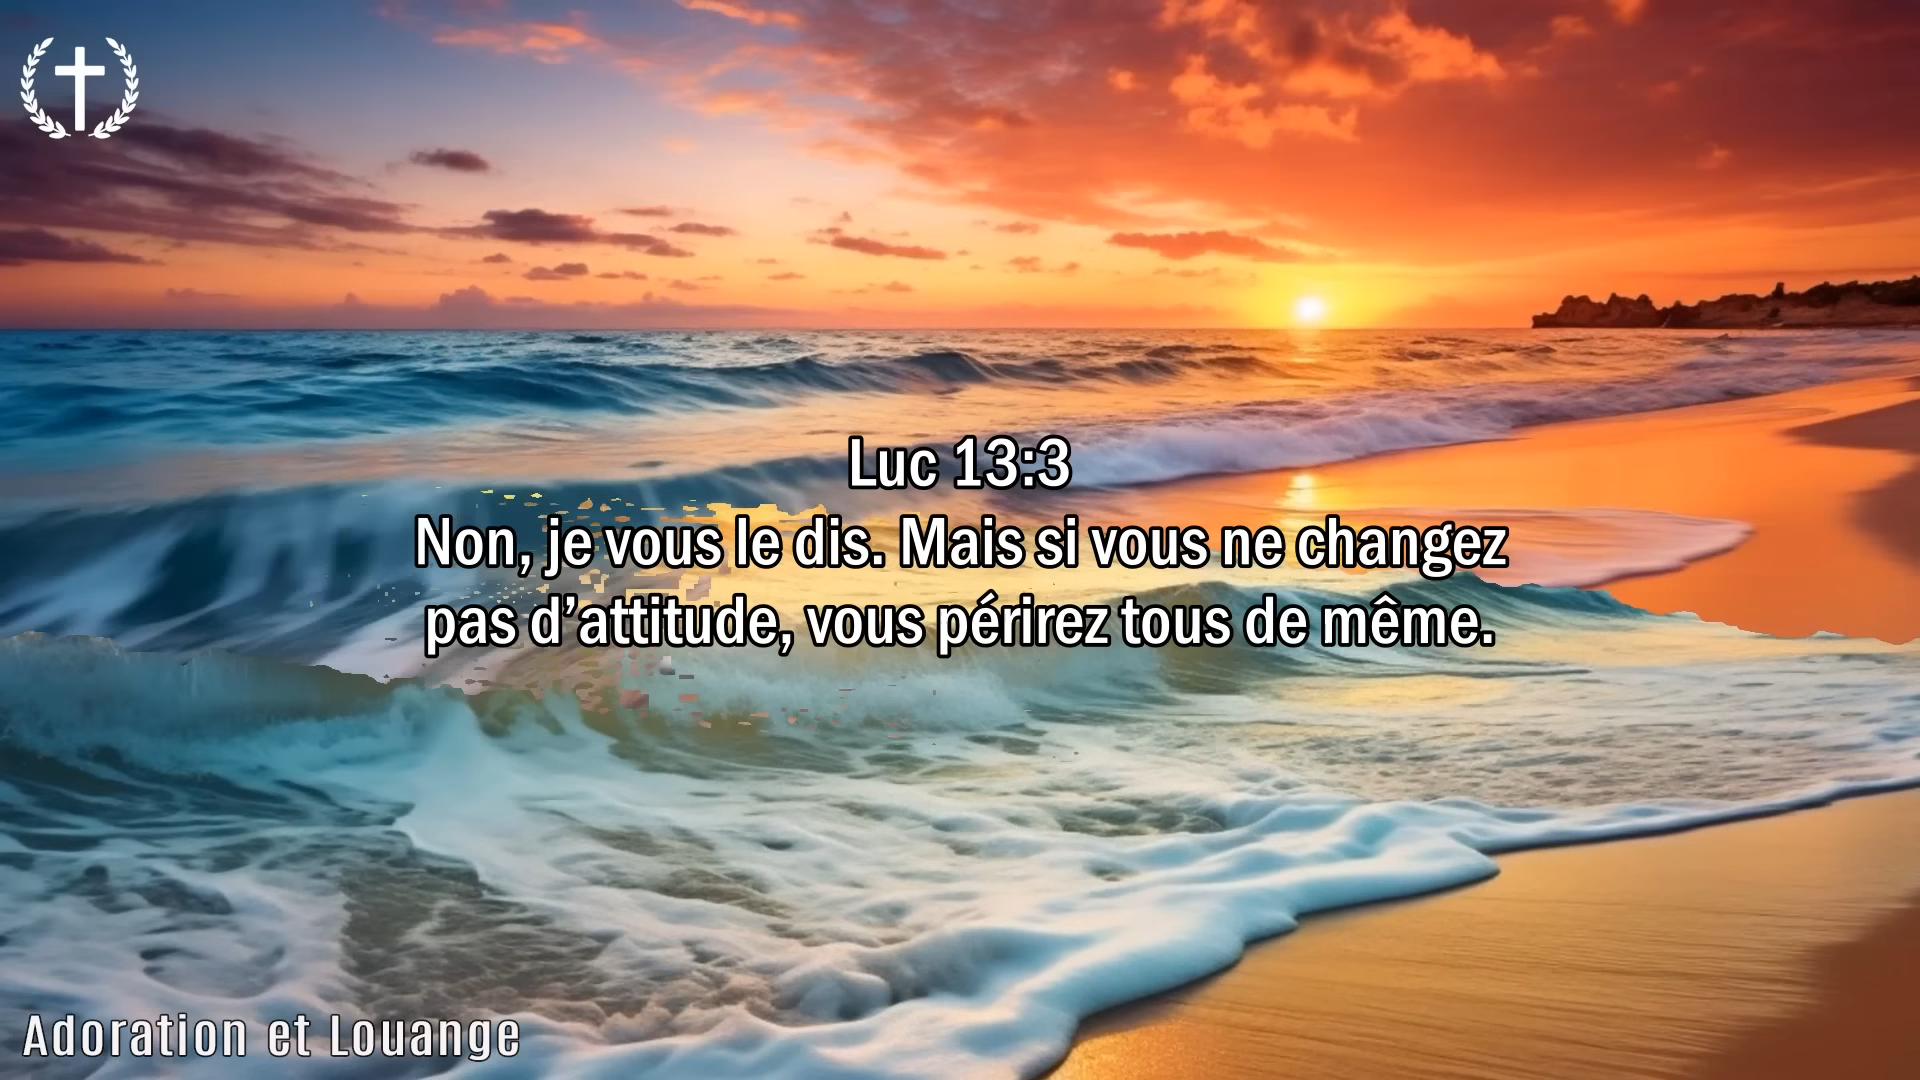 Luc 13:3
Non, je vous le dis. Mais si vous ne changez
pas d’attitude, vous périrez tous de même.
Adoration et Louange